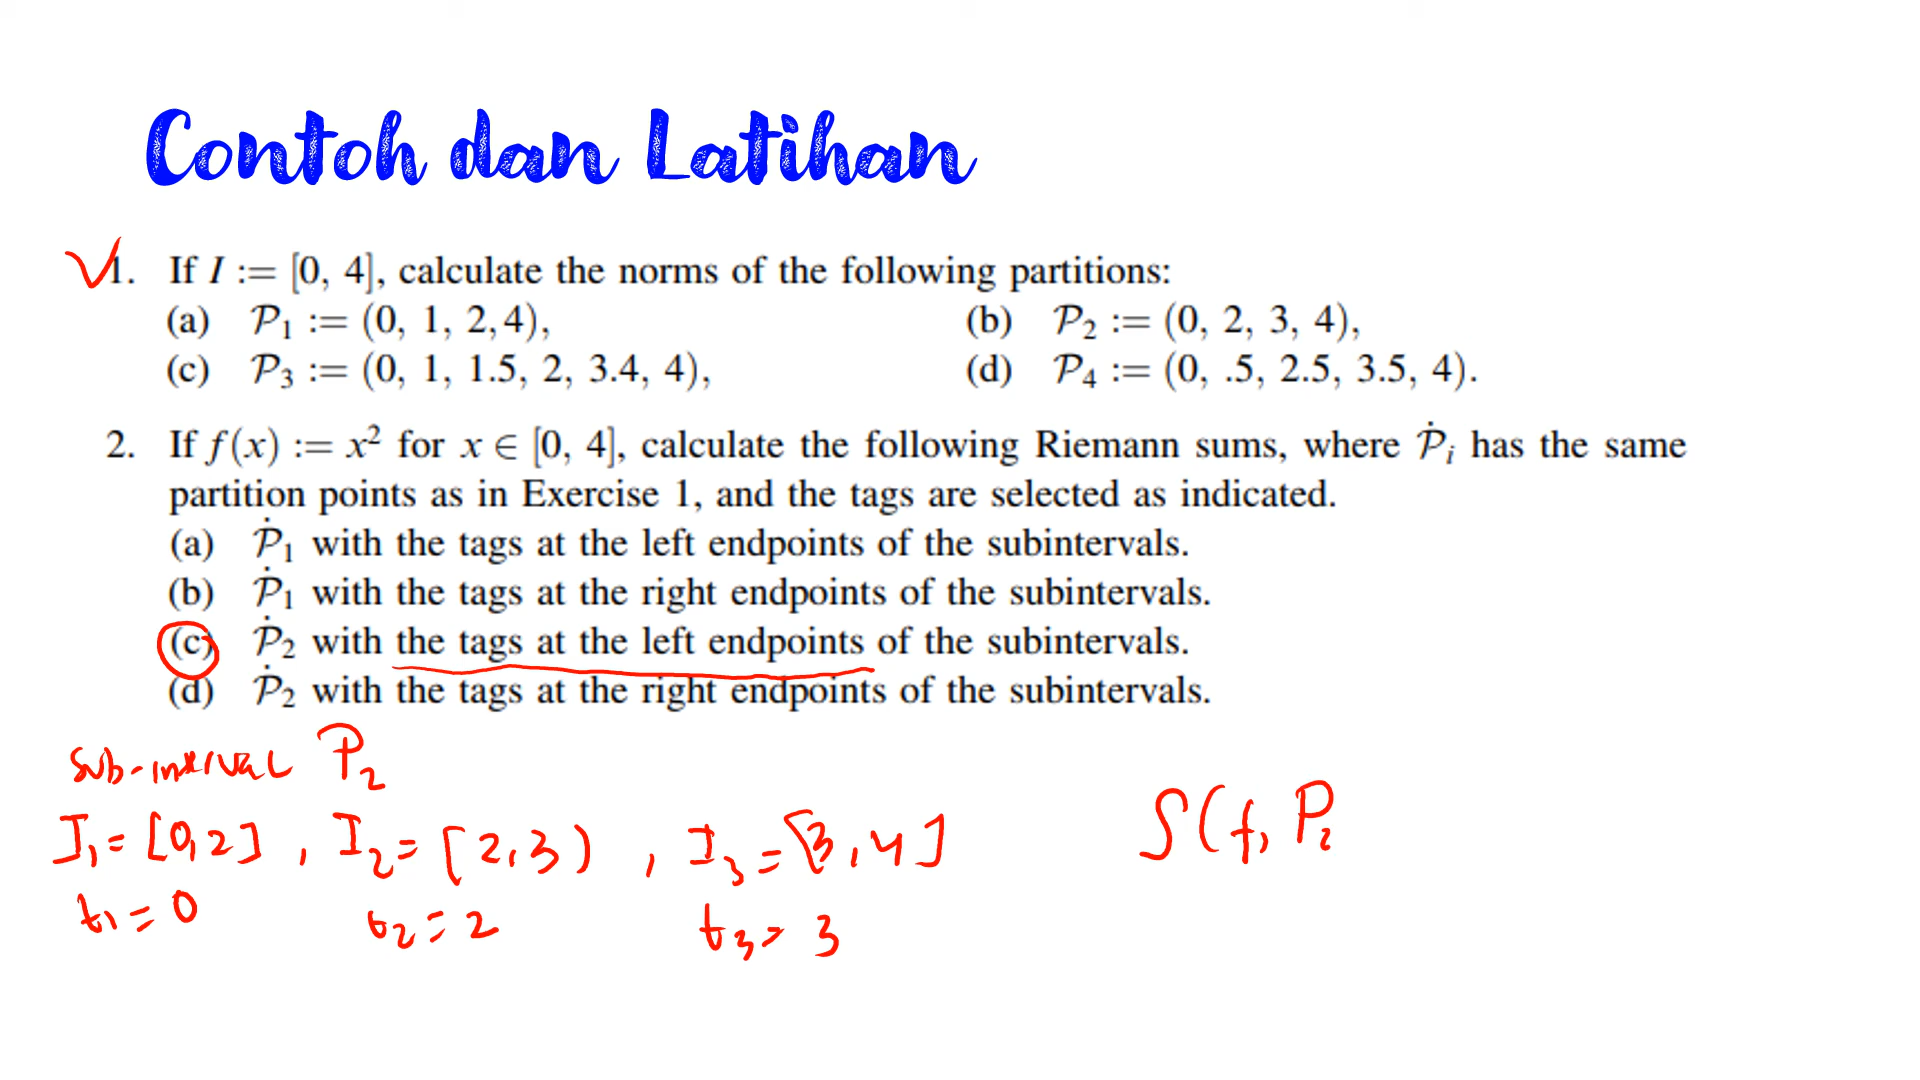 Contoh dan Latihan
1. If I := [0, 4], calculate the norms of the following partitions:
(a) P₁ := (0, 1, 2, 4), (b) P₂ := (0, 2, 3, 4),
(c) P₃ := (0, 1, 1.5, 2, 3.4, 4), (d) P₄ := (0, .5, 2.5, 3.5, 4).
2. If f(x) := x² for x ∈ [0, 4], calculate the following Riemann sums, where Ṗᵢ has the same
partition points as in Exercise 1, and the tags are selected as indicated.
(a) Ṗ₁ with the tags at the left endpoints of the subintervals.
(b) Ṗ₁ with the tags at the right endpoints of the subintervals.
(c) Ṗ₂ with the tags at the left endpoints of the subintervals.
(d) Ṗ₂ with the tags at the right endpoints of the subintervals.
sub-interval P₂
I₁ = [0,2] , I₂ = [2,3) , I₃ = [3,4] S(f, P₂
t₁ = 0 t₂ = 2 t₃ = 3